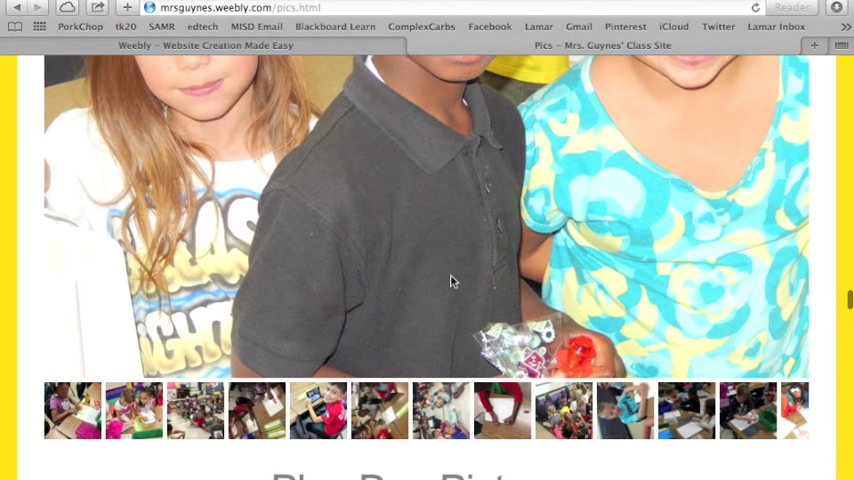 mrsguynes.weebly.com/pics.html
Reader
PorkChop tk20 SAMR edtech MISD Email Blackboard Learn ComplexCarbs Facebook Lamar Gmail Pinterest iCloud Twitter Lamar Inbox
Weebly – Website Creation Made Easy
Pics – Mrs. Guynes' Class Site